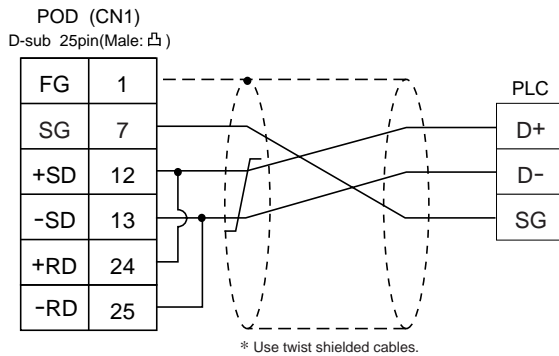 POD (CN1)
D-sub 25pin(Male: )
PLC
FG 1
SG 7
+SD 12
-SD 13
+RD 24
-RD 25
D+
D-
SG
* Use twist shielded cables.